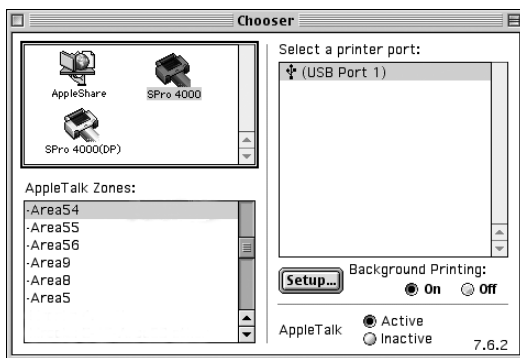 Chooser
AppleShare
SPro 4000
SPro 4000(DP)
AppleTalk Zones:
-Area54
-Area55
-Area56
-Area9
-Area8
-Area5
Select a printer port:
(USB Port 1)
Setup...
Background Printing:
On Off
AppleTalk
Active
Inactive
7.6.2